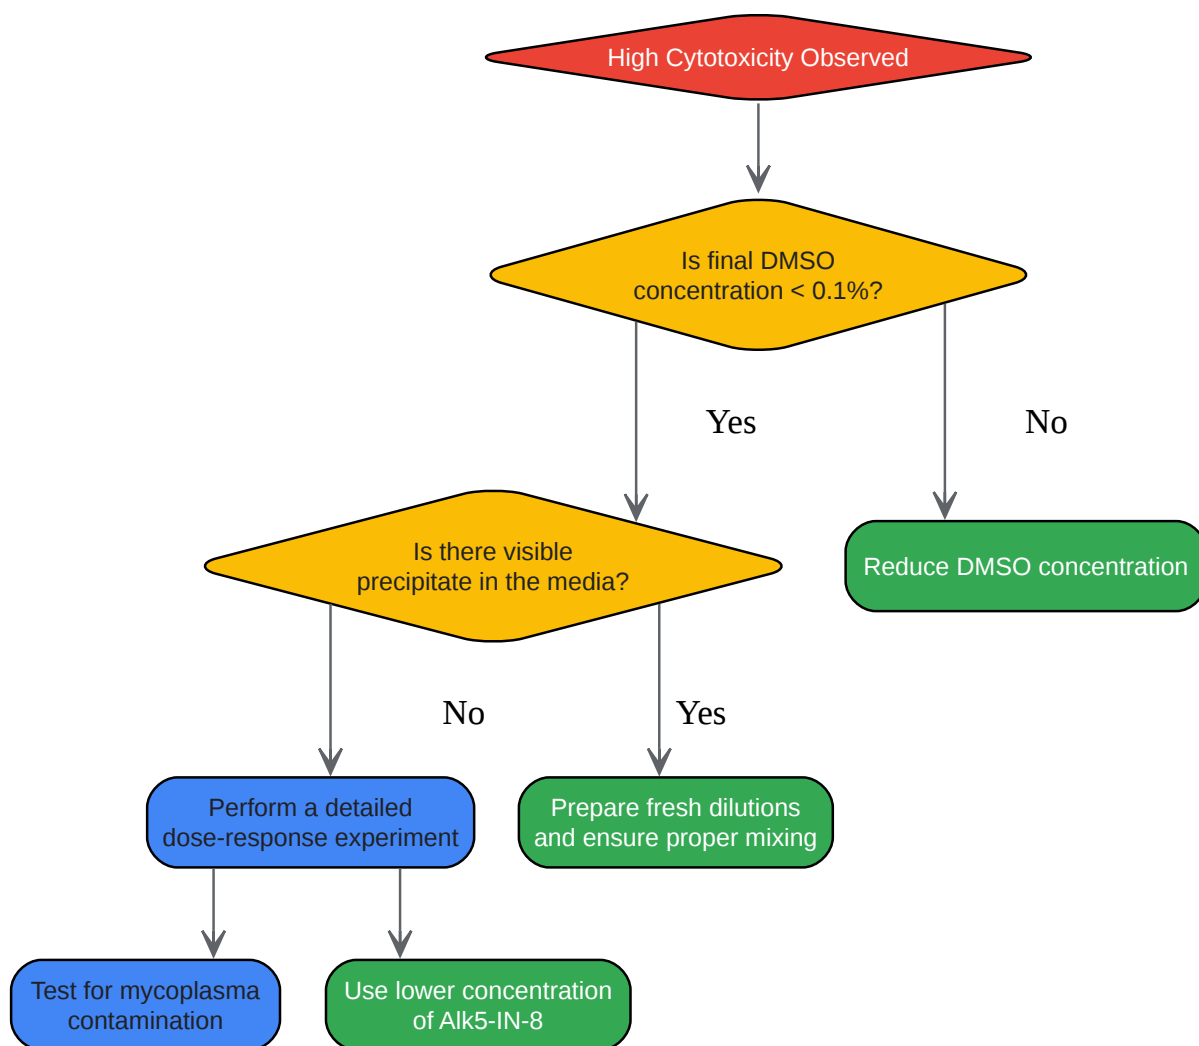 High Cytotoxicity Observed
Is final DMSO
concentration < 0.1%?
Yes
No
Is there visible
precipitate in the media?
Reduce DMSO concentration
No
Yes
Perform a detailed
dose-response experiment
Prepare fresh dilutions
and ensure proper mixing
Test for mycoplasma
contamination
Use lower concentration
of Alk5-IN-8